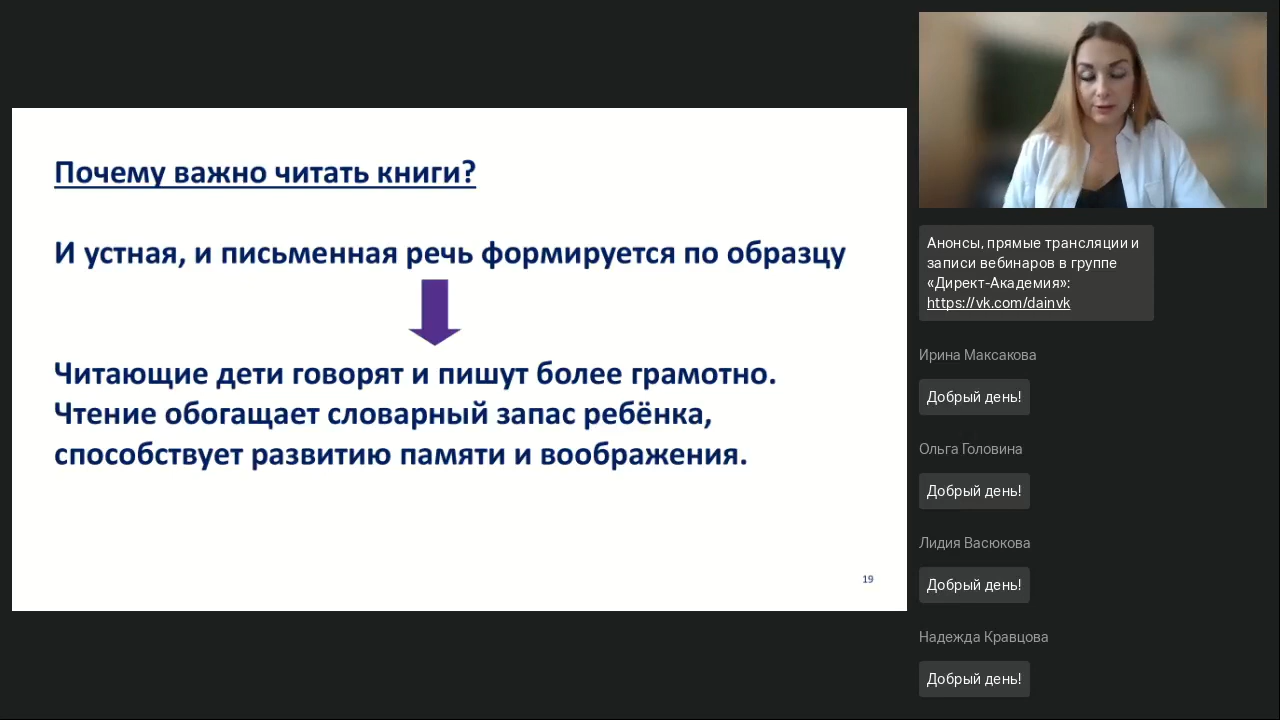 Почему важно читать книги?
И устная, и письменная речь формируется по образцу
Читающие дети говорят и пишут более грамотно.
Чтение обогащает словарный запас ребёнка,
способствует развитию памяти и воображения.
19
Анонсы, прямые трансляции и
записи вебинаров в группе
«Директ-Академия»:
https://vk.com/dainvk
Ирина Максакова
Добрый день!
Ольга Головина
Добрый день!
Лидия Васюкова
Добрый день!
Надежда Кравцова
Добрый день!